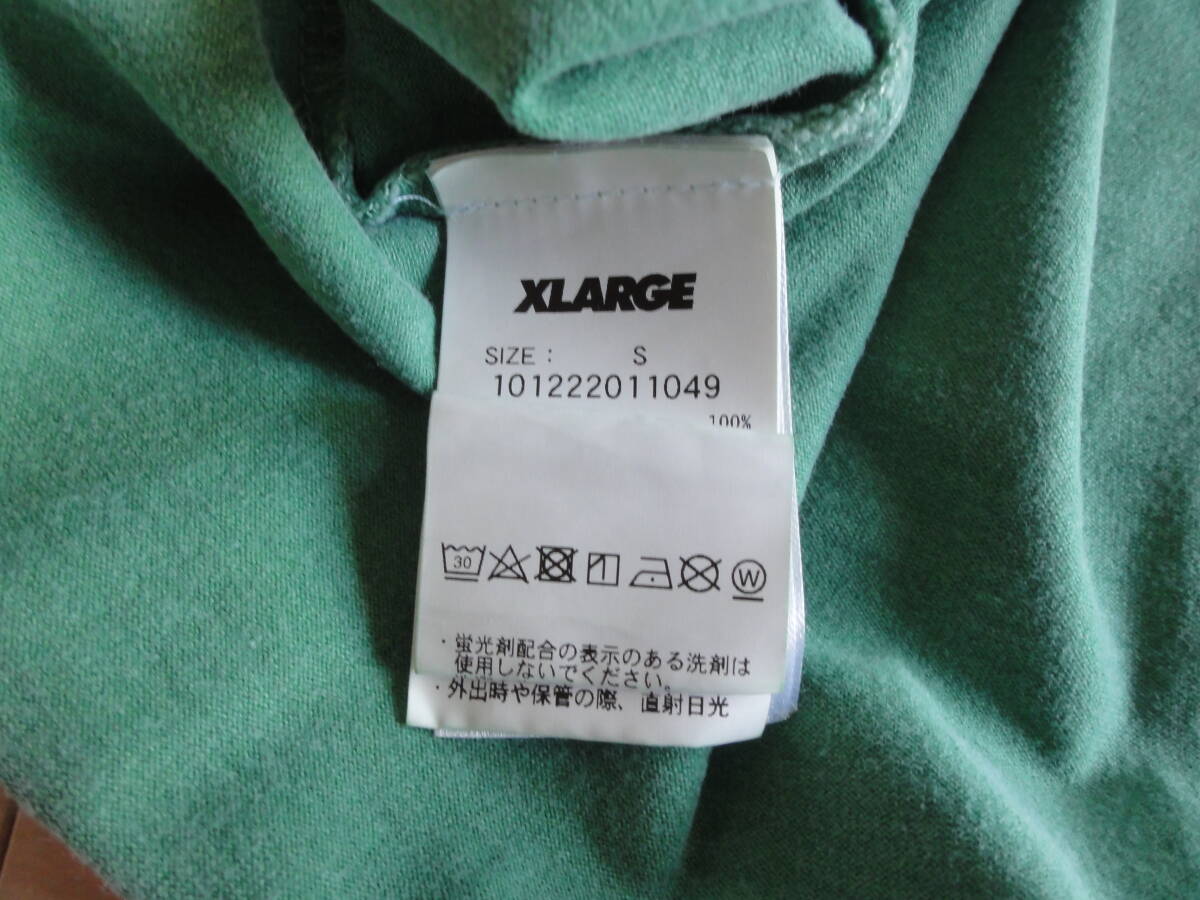 XLARGE
SIZE : S
101222011049
100%
30
W
・蛍光剤配合の表示のある洗剤は
使用しないでください。
・外出時や保管の際、直射日光